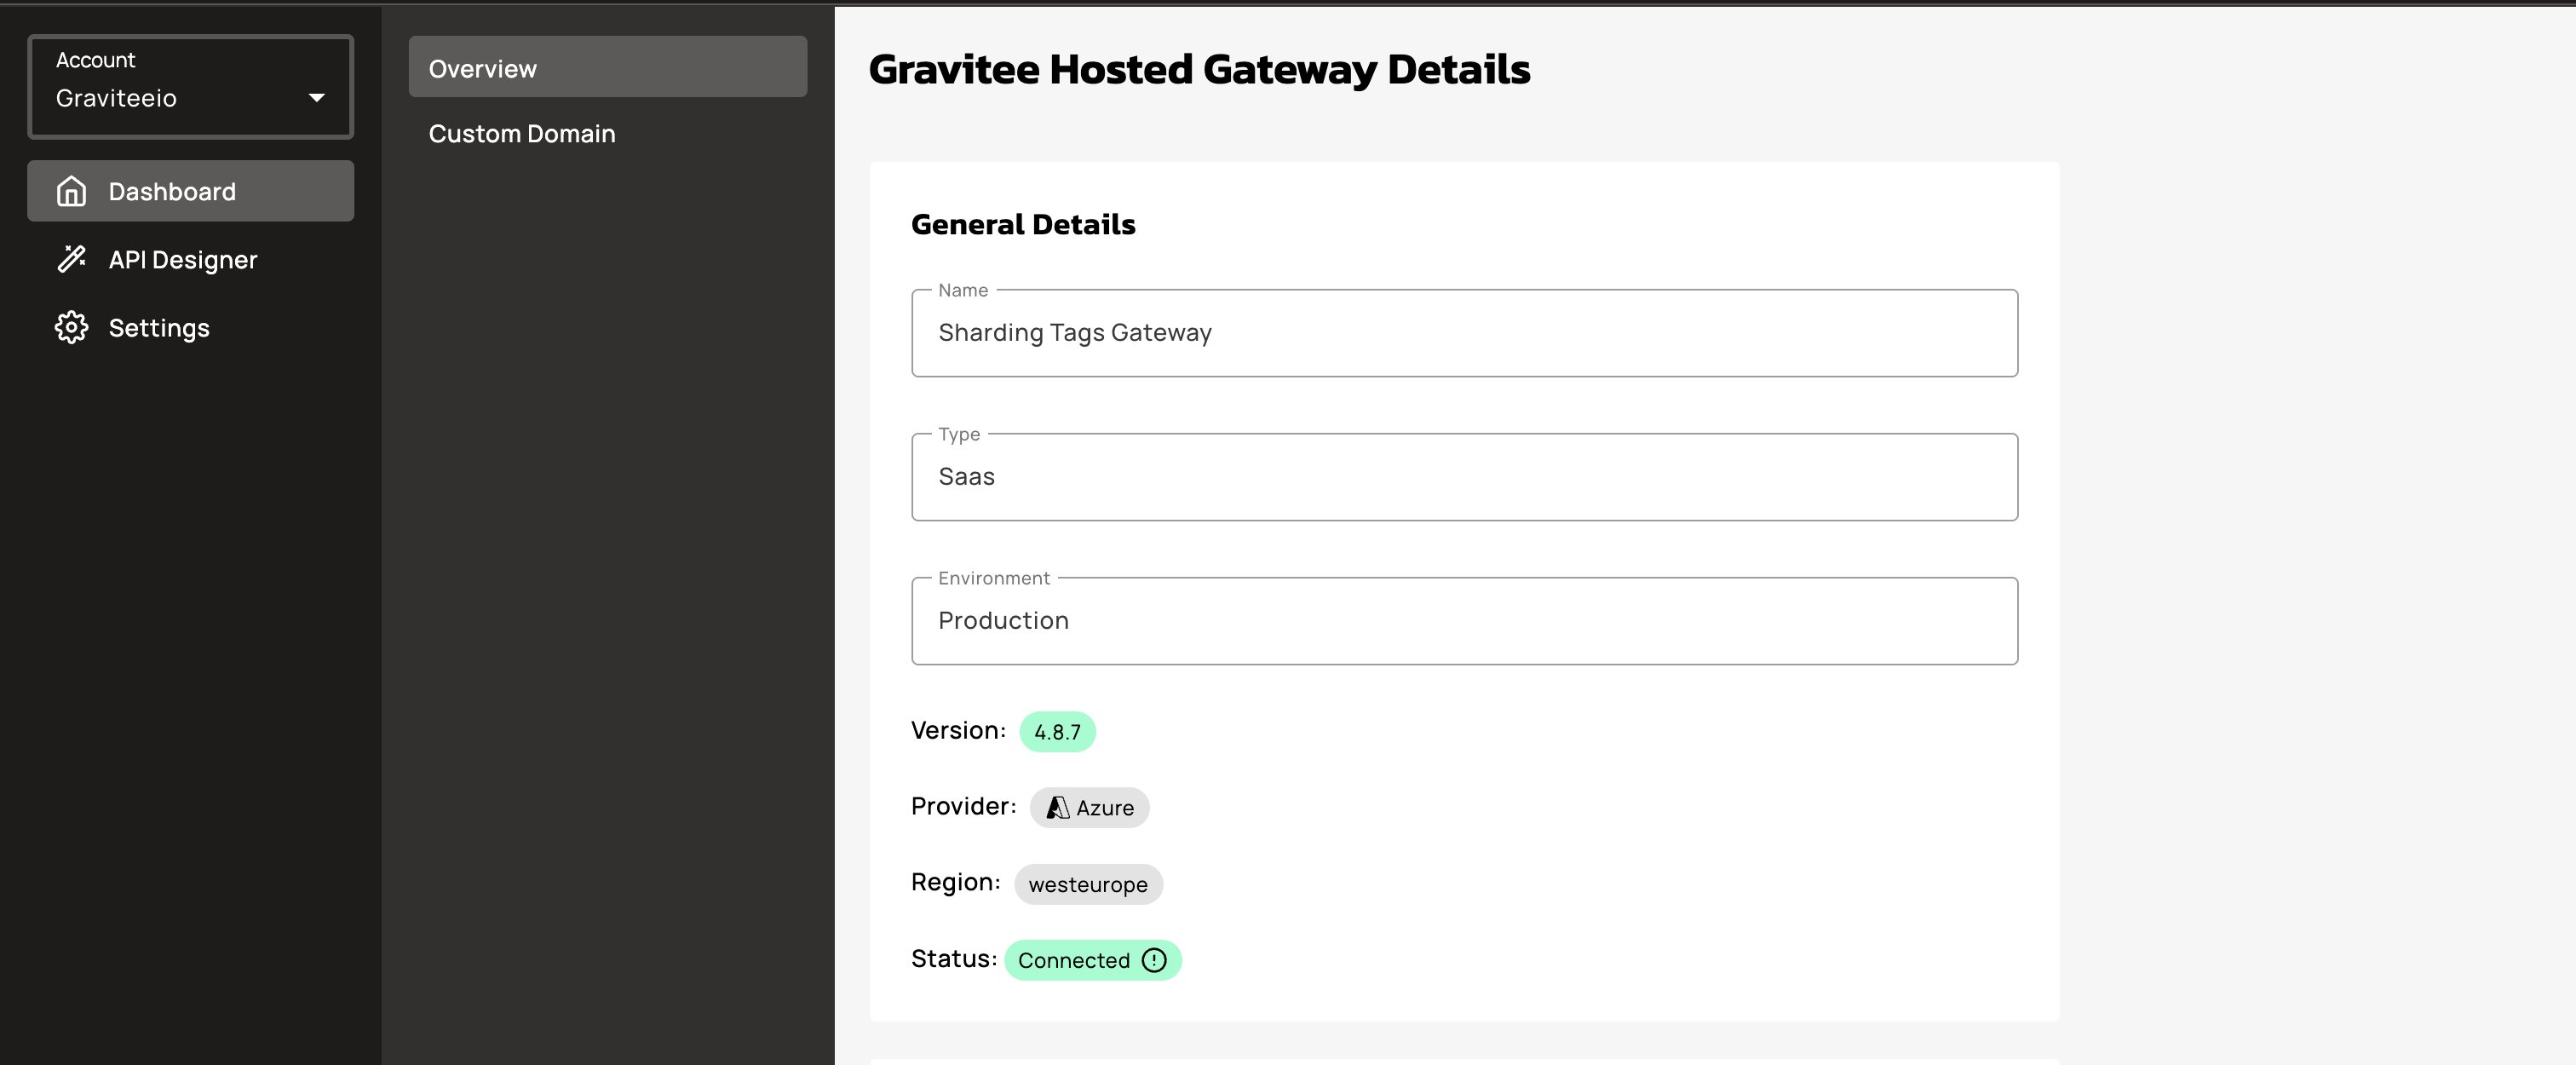 Account
Graviteeio
Dashboard
API Designer
Settings
Overview
Custom Domain
Gravitee Hosted Gateway Details
General Details
Name
Sharding Tags Gateway
Type
Saas
Environment
Production
Version: 4.8.7
Provider: Azure
Region: westeurope
Status: Connected